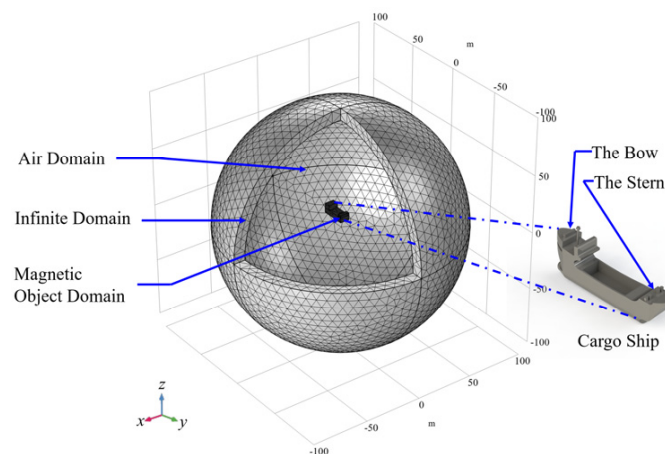 100
50
m
0
-50
-100
100
50
0
-50
-100
Air Domain
Infinite Domain
Magnetic
Object Domain
The Bow
The Stern
Cargo Ship
z
x
y
100
50
0
m
-50
-100